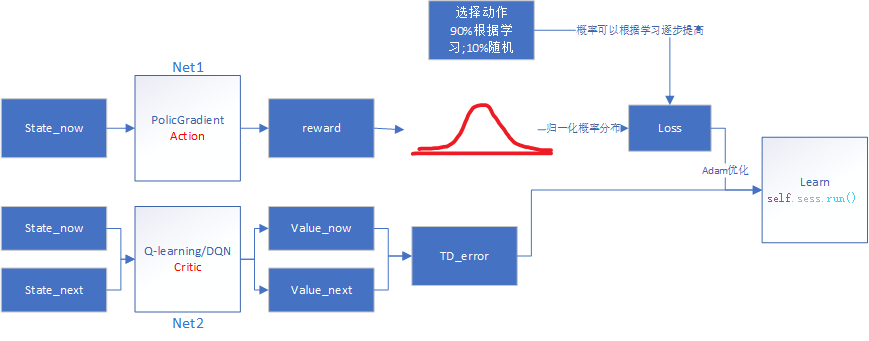 选择动作
90%根据学
习;10%随机
概率可以根据学习逐步提高
Net1
State_now
PolicGradient
Action
reward
归一化概率分布
Loss
Adam优化
Learn
self.sess.run()
State_now
State_next
Q-learning/DQN
Critic
Value_now
Value_next
TD_error
Net2